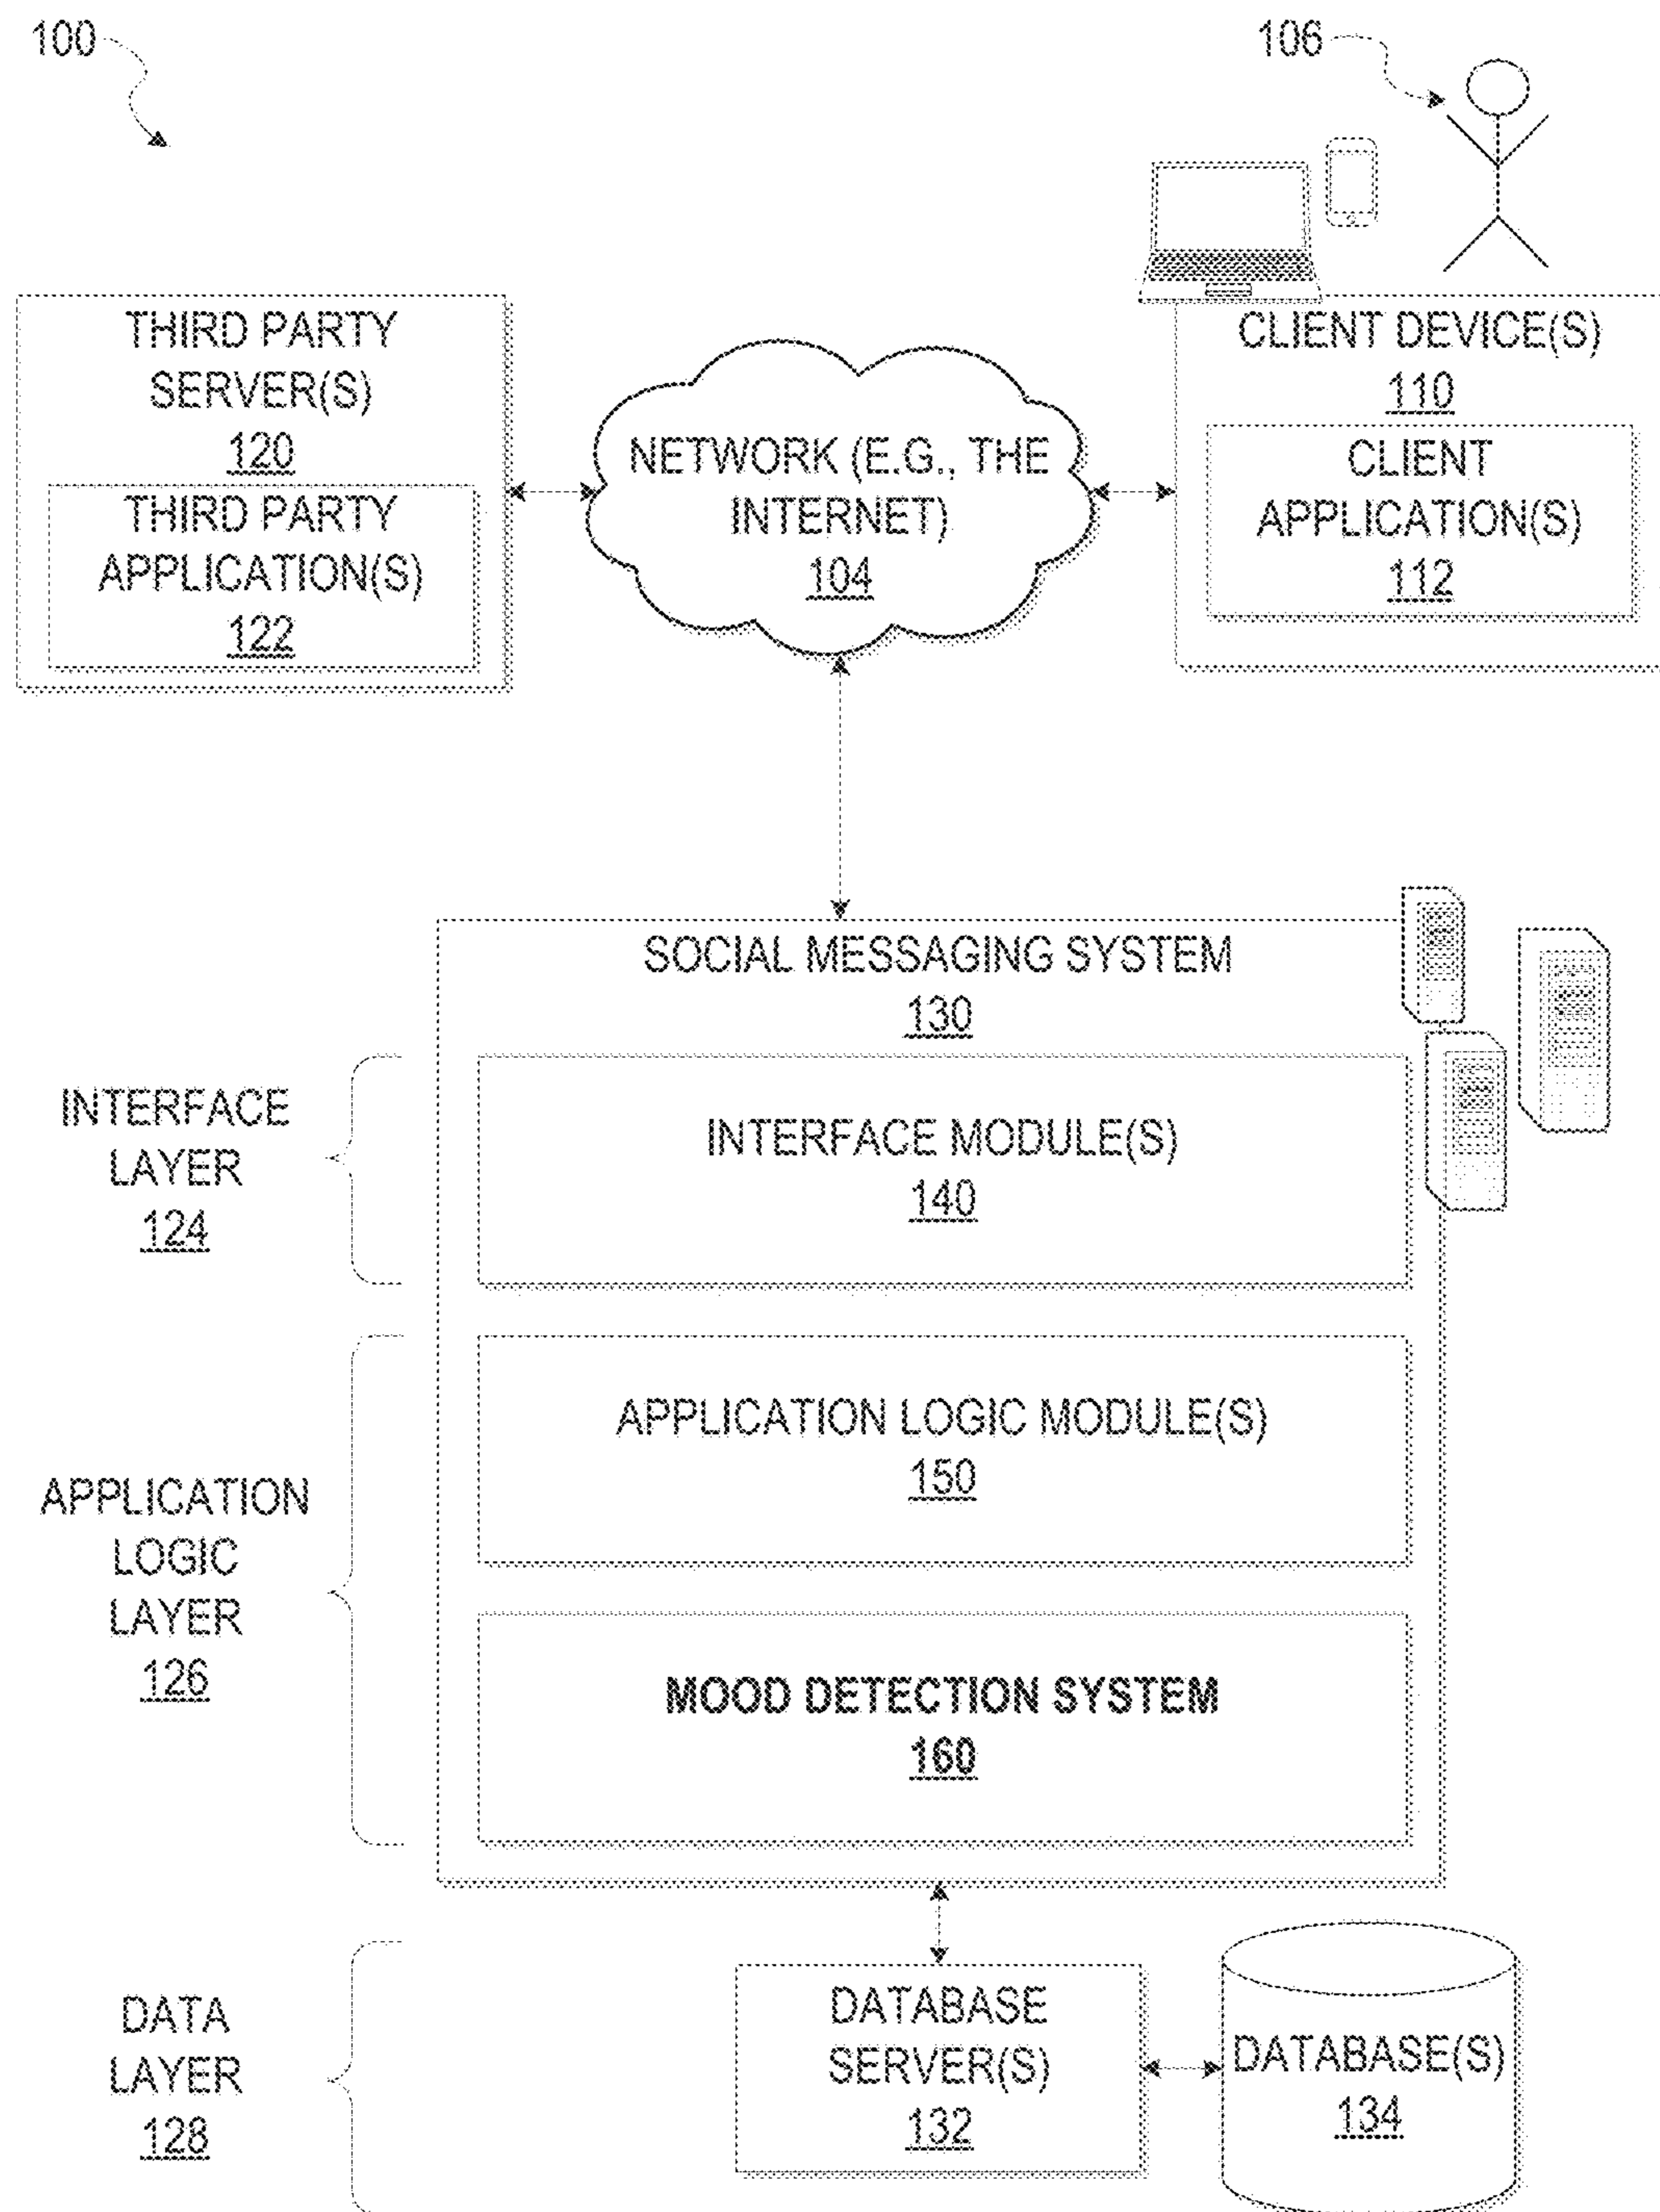 100
106
THIRD PARTY
SERVER(S)
120
THIRD PARTY
APPLICATION(S)
122
NETWORK (E.G., THE
INTERNET)
104
CLIENT DEVICE(S)
110
CLIENT
APPLICATION(S)
112
SOCIAL MESSAGING SYSTEM
130
INTERFACE
LAYER
124
INTERFACE MODULE(S)
140
APPLICATION
LOGIC
LAYER
126
APPLICATION LOGIC MODULE(S)
150
MOOD DETECTION SYSTEM
160
DATA
LAYER
128
DATABASE
SERVER(S)
132
DATABASE(S)
134